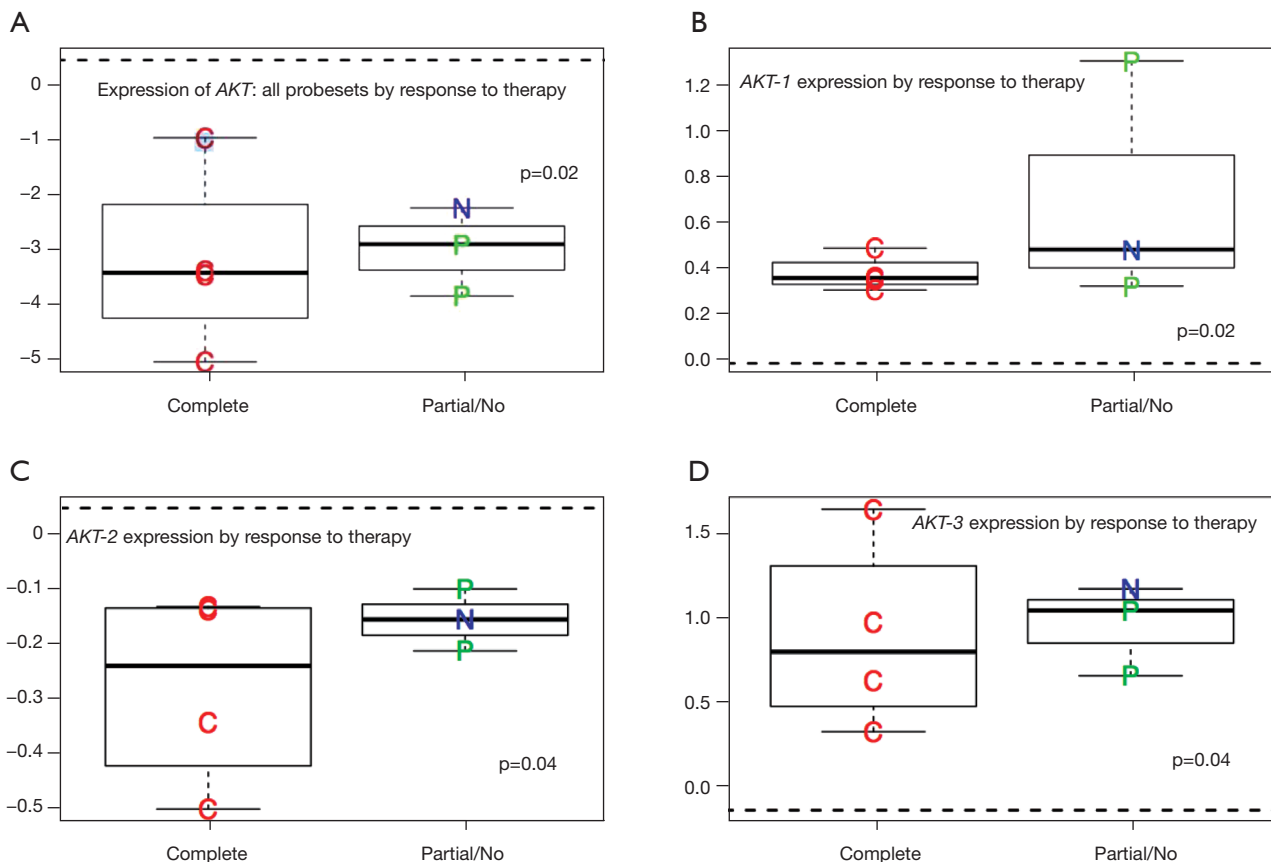 A
Expression of AKT: all probesets by response to therapy
p=0.02
0
−1
−2
−3
−4
−5
C
C
C
C
N
P
P
Complete
Partial/No
B
AKT-1 expression by response to therapy
p=0.02
1.2
1.0
0.8
0.6
0.4
0.2
0.0
C
C
C
C
P
N
P
Complete
Partial/No
C
AKT-2 expression by response to therapy
p=0.04
0
−0.1
−0.2
−0.3
−0.4
−0.5
C
C
C
C
P
N
P
Complete
Partial/No
D
AKT-3 expression by response to therapy
p=0.04
1.5
1.0
0.5
0.0
C
C
C
C
N
P
P
Complete
Partial/No